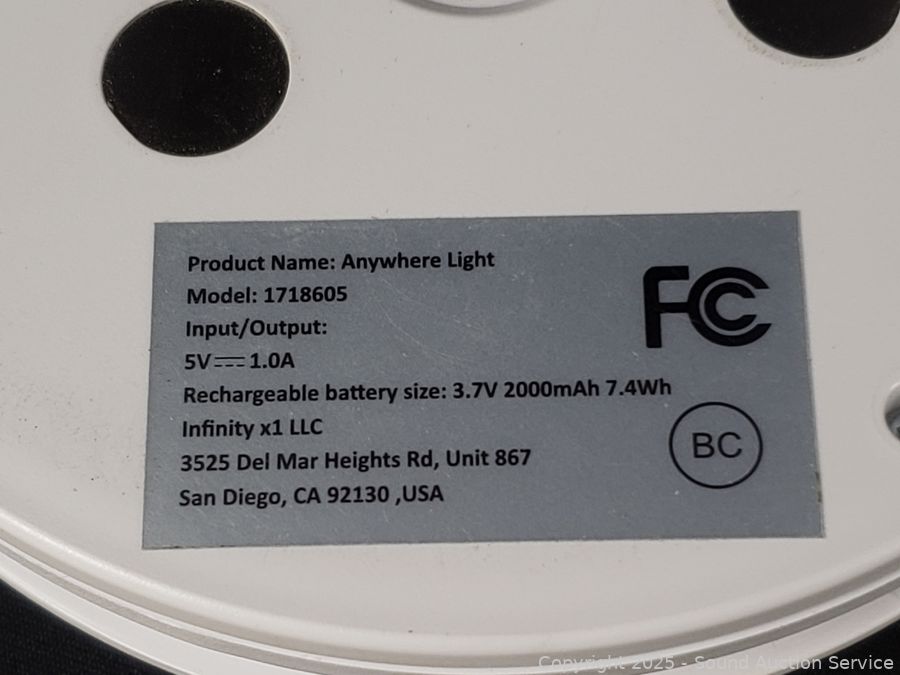 Product Name: Anywhere Light
Model: 1718605
Input/Output:
5V⎓1.0A
Rechargeable battery size: 3.7V 2000mAh 7.4Wh
Infinity x1 LLC
3525 Del Mar Heights Rd, Unit 867
San Diego, CA 92130 ,USA
FC
BC
Copyright 2025 - Sound Auction Service